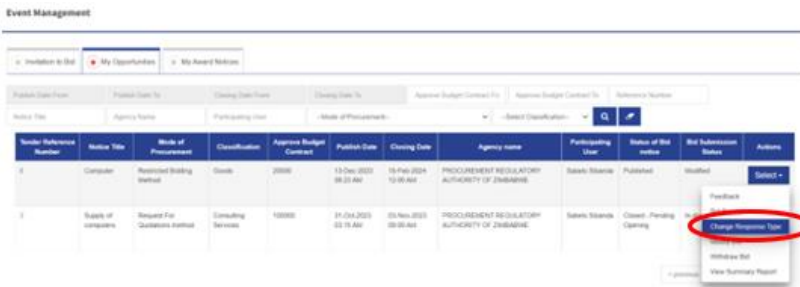 Event Management
Invitation to Bid
My Opportunities
My Award Notices
Publish Date From
Publish Date To
Closing Date From
Closing Date To
Approve Budget Contract Fro
Approve Budget Contract To
Reference Number
Notice Title
Agency Name
Participating User
--Mode of Procurement--
--Select Classification--
Tender Reference Number
Notice Title
Mode of Procurement
Classification
Approve Budget Contract
Publish Date
Closing Date
Agency name
Participating User
Status of Bid notice
Bid Submission Status
Actions
Computer
Restricted Bidding Method
Goods
20000
13-Dec-2023
08:23 AM
15-Feb-2024
12:00 AM
PROCUREMENT REGULATORY
AUTHORITY OF ZIMBABWE
Sibanda
Published
Modified
Select
Feedback
Change Response Type
Withdraw Bid
View Summary Report
Supply of
computers
Request For
Quotations method
Consulting
Services
100000
31-Oct-2023
03:15 AM
03-Nov-2023
09:00 AM
PROCUREMENT REGULATORY
AUTHORITY OF ZIMBABWE
Sibanda
Closed - Pending
Opening
previous